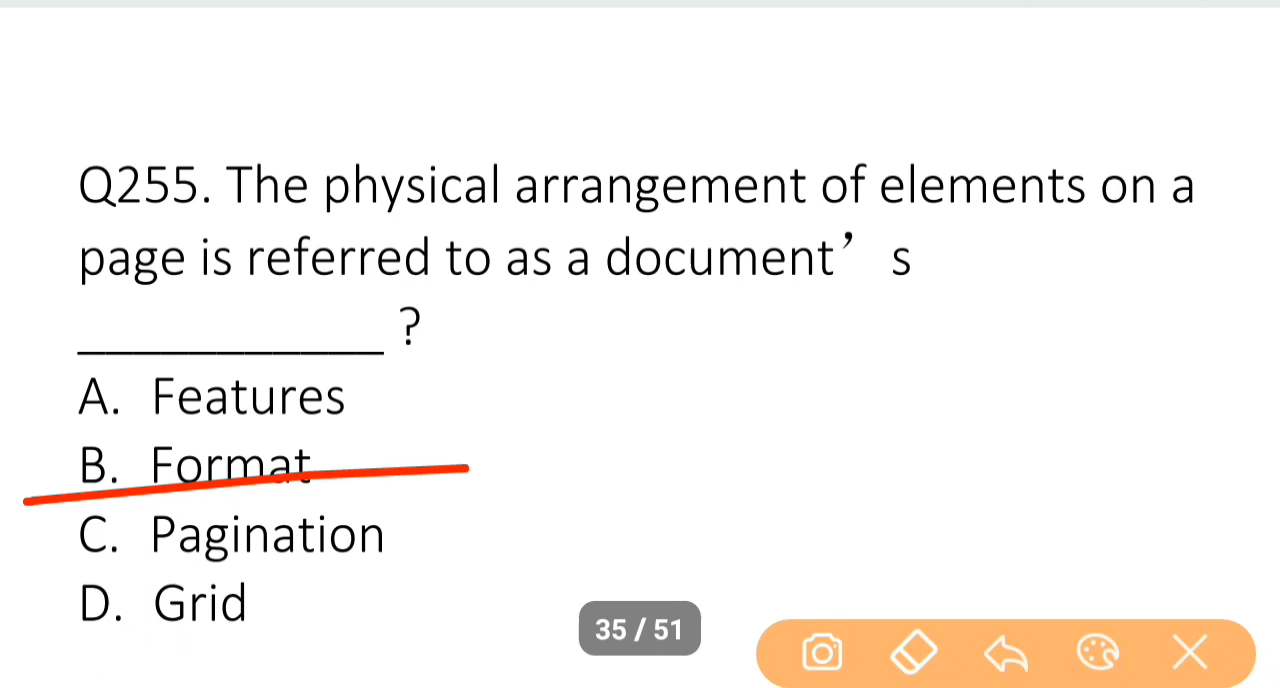 Q255. The physical arrangement of elements on a
page is referred to as a document’ s
____________ ?
A. Features
B. Format
C. Pagination
D. Grid
35 / 51